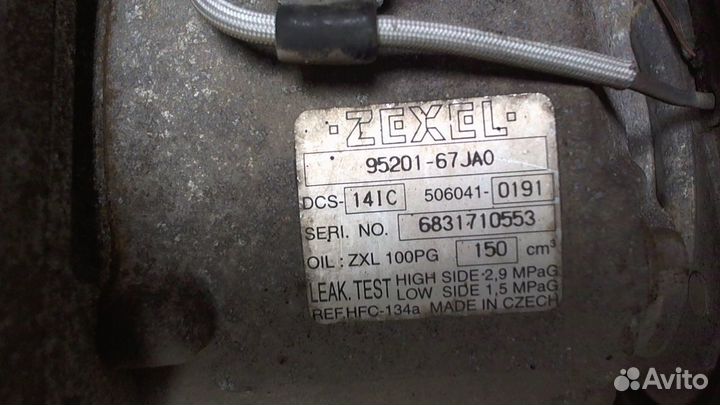 ·ZEXEL·
95201-67JA0
DCS- 14IC 506041- 0191
SERI. NO. 6831710553
OIL : ZXL 100PG 150 cm³
LEAK. TEST HIGH SIDE 2,9 MPaG
LOW SIDE 1,5 MPaG
REF.HFC-134a MADE IN CZECH
Avito